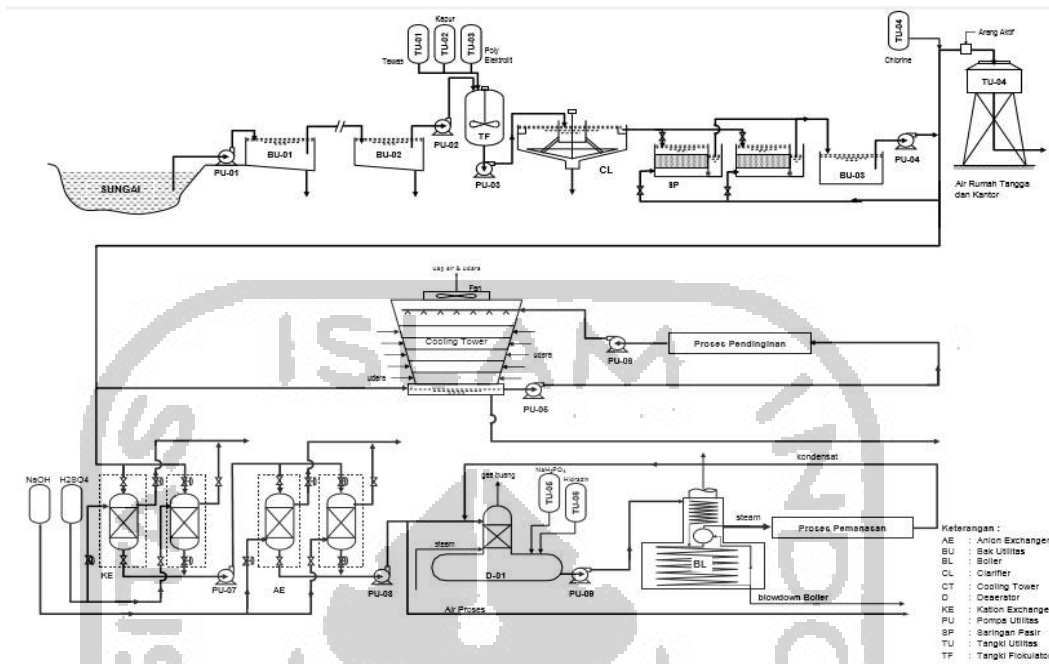 Kapur
TU-01
TU-02
TU-03
Tawas
Poly
Elektrolit
TU-04
Chlorine
Arang Aktif
TU-04
TF
BU-01
BU-02
PU-02
PU-01
SUNGAI
PU-03
CL
SP
BU-03
PU-04
Air Rumah Tangga
dan Kantor
uap air & udara
Fan
Cooling Tower
udara
udara
PU-06
Proses Pendinginan
PU-05
ISLAM
NaOH
H2SO4
KE
PU-07
AE
PU-08
gas buang
steam
D-01
NaH2PO4
TU-05
Hidrazin
TU-06
PU-09
Air Proses
kondensat
steam
Proses Pemanasan
BL
blowdown Boiler
Keterangan :
AE : Anion Exchanger
BU : Bak Utilitas
BL : Boiler
CL : Clarifier
CT : Cooling Tower
D : Deaerator
KE : Kation Exchange
PU : Pompa Utilitas
SP : Saringan Pasir
TU : Tangki Utilitas
TF : Tangki Flokulator